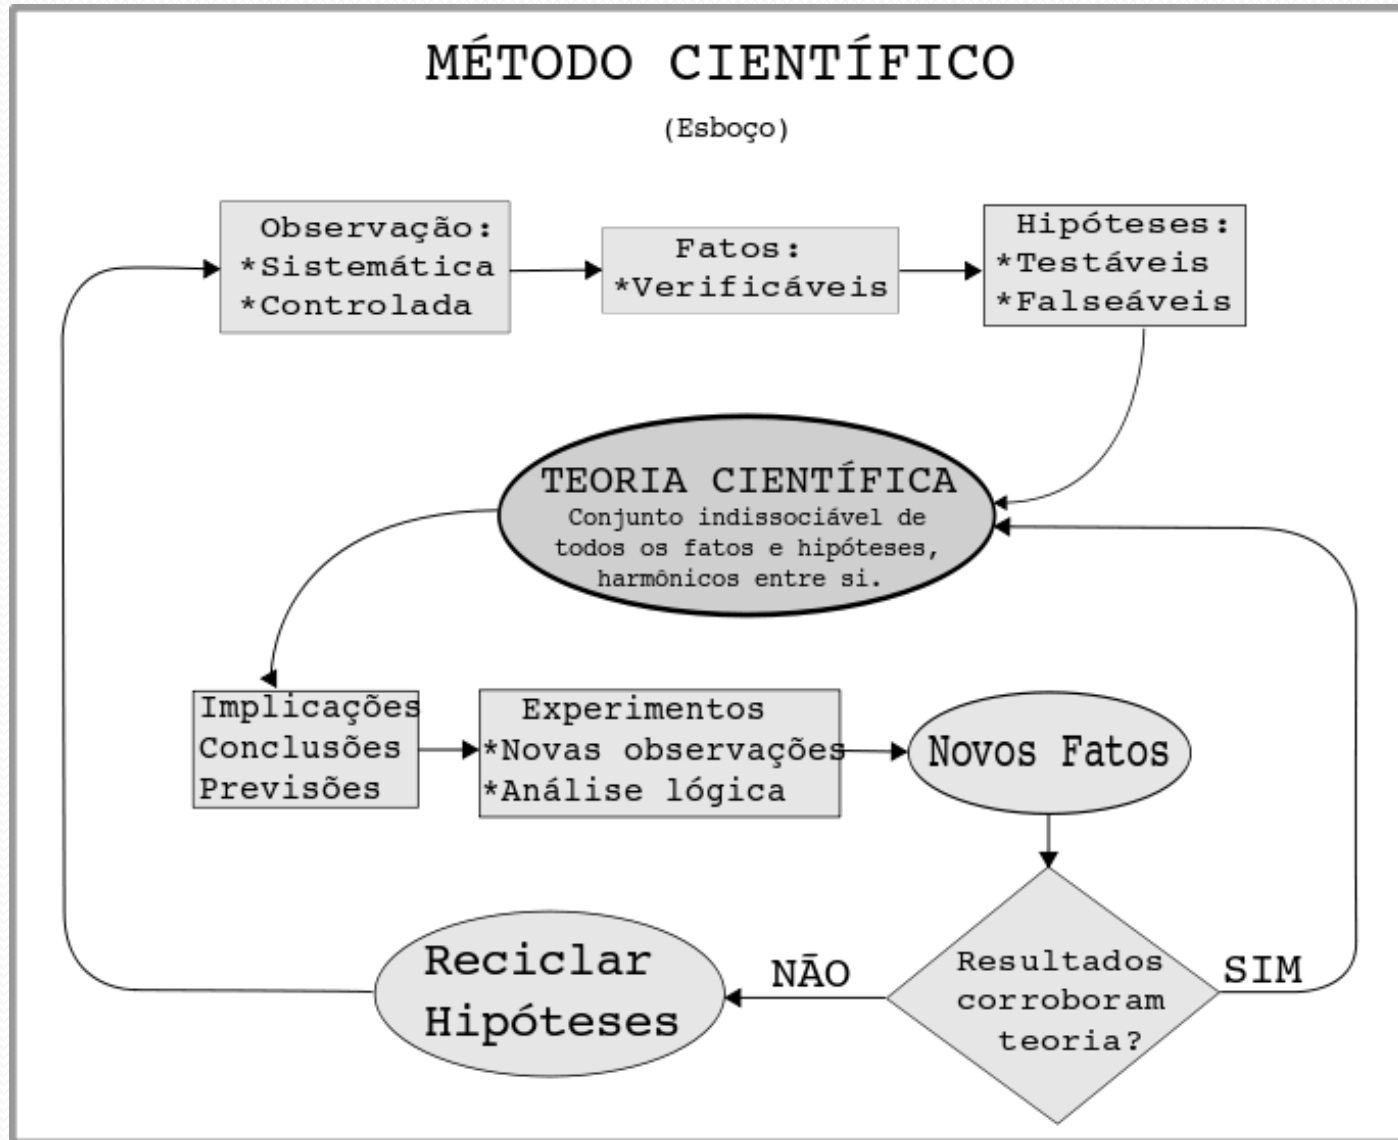 MÉTODO CIENTÍFICO
(Esboço)
Observação:
*Sistemática
*Controlada
Fatos:
*Verificáveis
Hipóteses:
*Testáveis
*Falseáveis
TEORIA CIENTÍFICA
Conjunto indissociável de
todos os fatos e hipóteses,
harmônicos entre si.
Implicações
Conclusões
Previsões
Experimentos
*Novas observações
*Análise lógica
Novos Fatos
Resultados
corroboram
teoria?
SIM
NÃO
Reciclar
Hipóteses